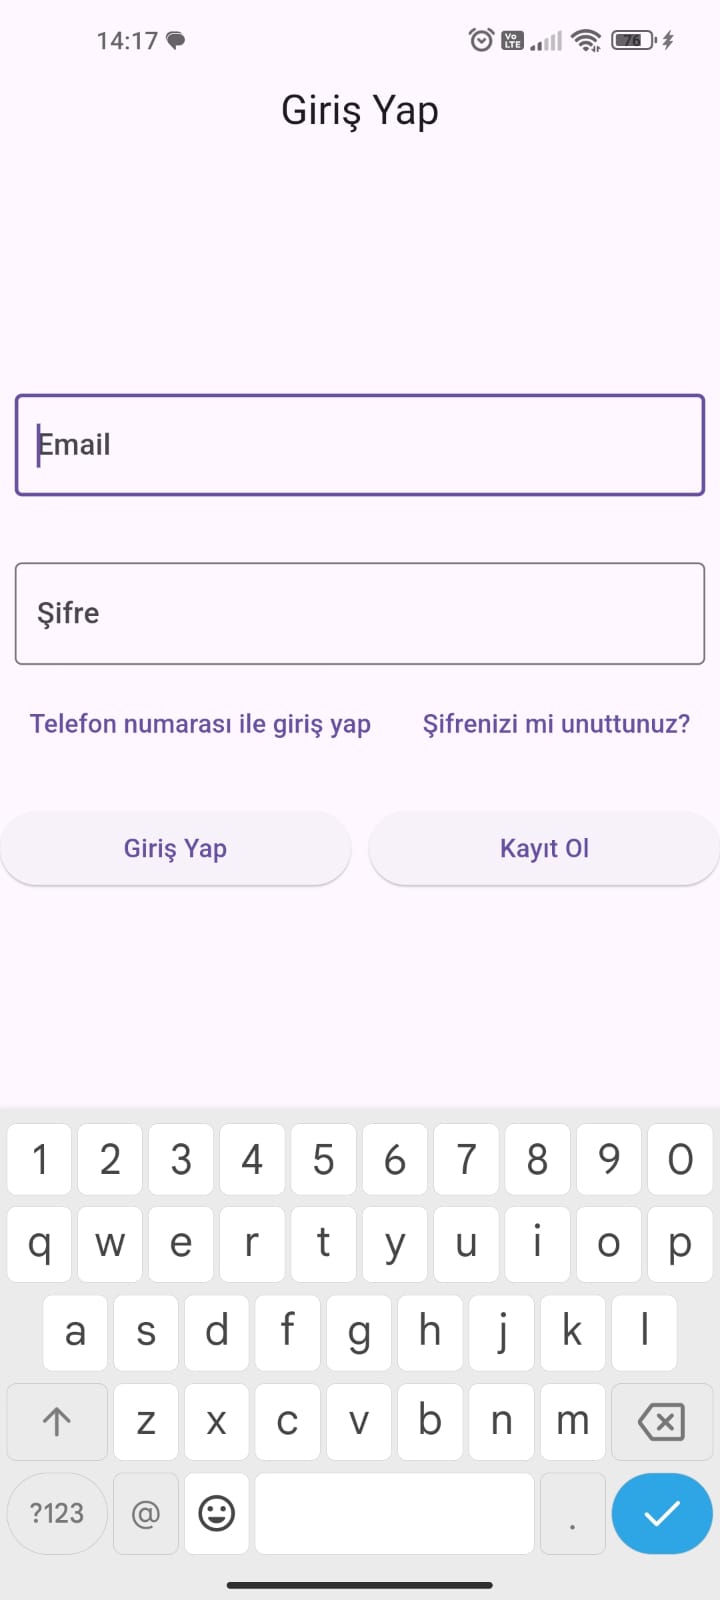 14:17
Vo LTE 76
Giriş Yap
Email
Şifre
Telefon numarası ile giriş yap Şifrenizi mi unuttunuz?
Giriş Yap Kayıt Ol
1 2 3 4 5 6 7 8 9 0
q w e r t y u i o p
a s d f g h j k l
z x c v b n m
?123 @ .